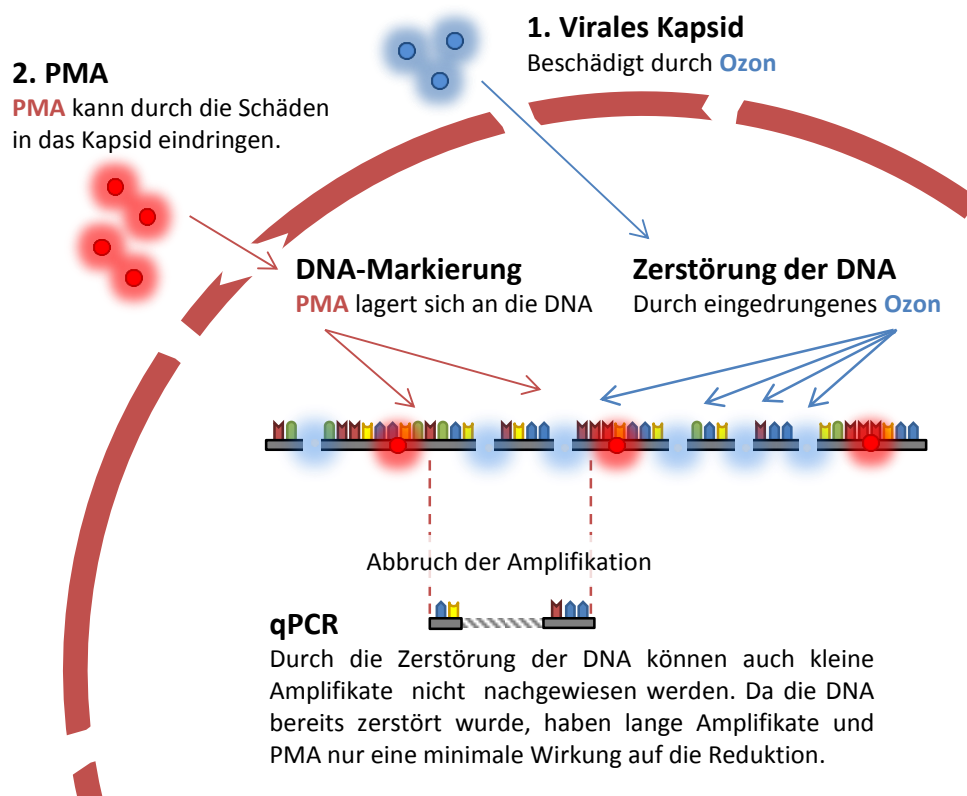 1. Virales Kapsid
Beschädigt durch Ozon
2. PMA
PMA kann durch die Schäden
in das Kapsid eindringen.
DNA-Markierung
PMA lagert sich an die DNA
Zerstörung der DNA
Durch eingedrungenes Ozon
Abbruch der Amplifikation
qPCR
Durch die Zerstörung der DNA können auch kleine
Amplifikate nicht nachgewiesen werden. Da die DNA
bereits zerstört wurde, haben lange Amplifikate und
PMA nur eine minimale Wirkung auf die Reduktion.